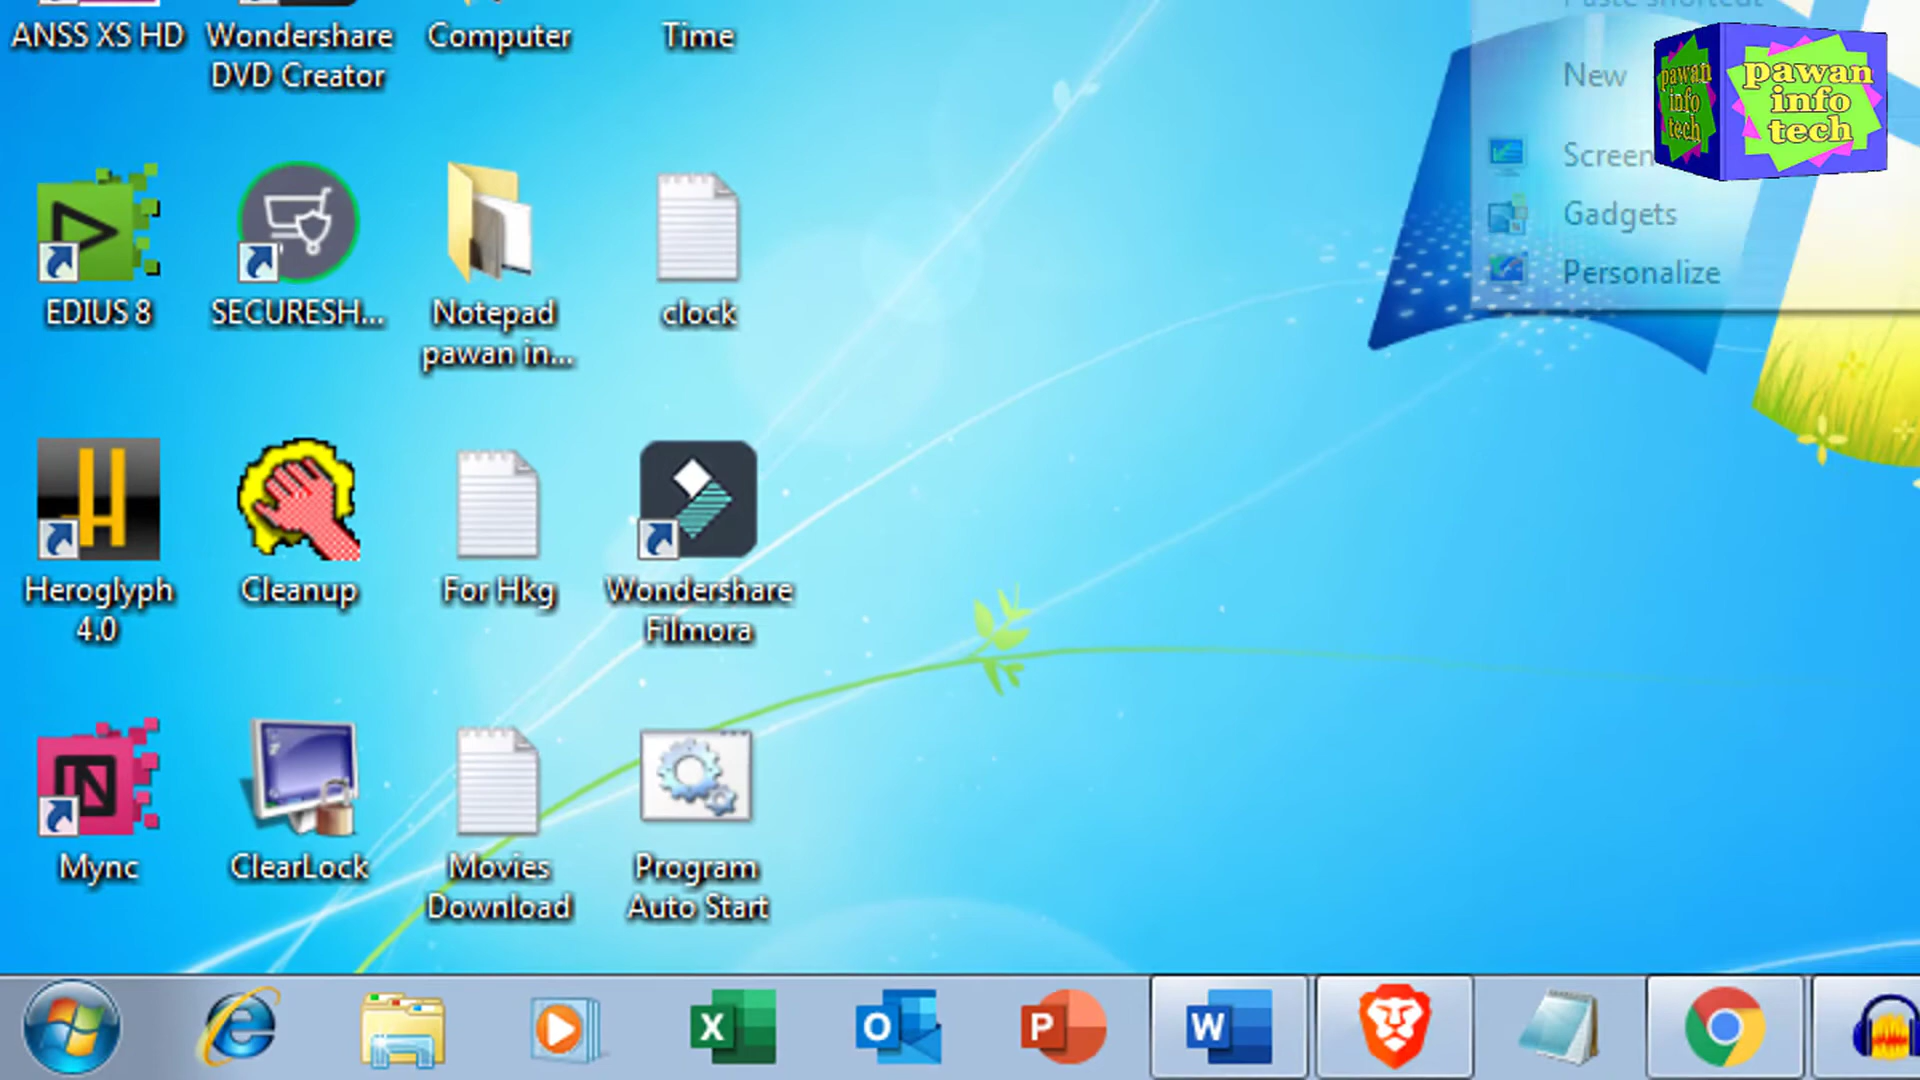 ANSS XS HD
Wondershare
DVD Creator
Computer
Time
Paste shortcut
New
Screen
Gadgets
Personalize
pawan
info
tech
pawan
info
tech
EDIUS 8
SECURESH...
Notepad
pawan in...
clock
Heroglyph
4.0
Cleanup
For Hkg
Wondershare
Filmora
Mync
ClearLock
Movies
Download
Program
Auto Start